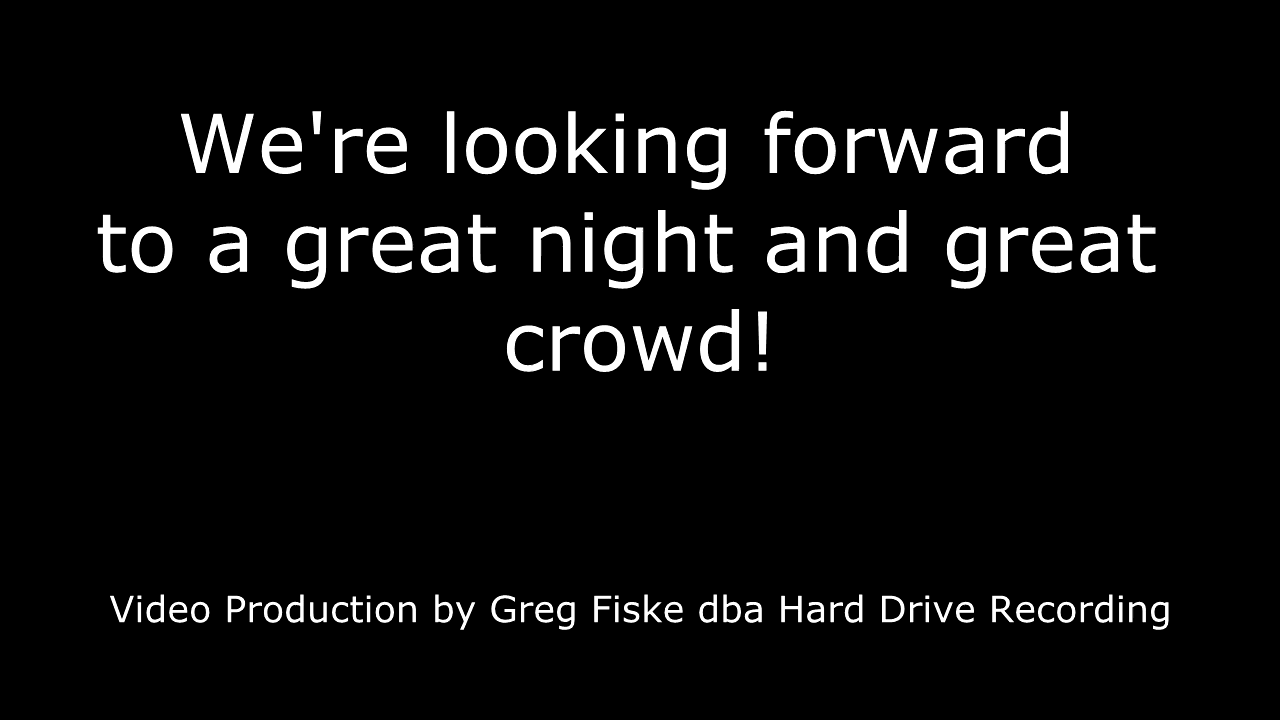 We're looking forward
to a great night and great
crowd!
Video Production by Greg Fiske dba Hard Drive Recording